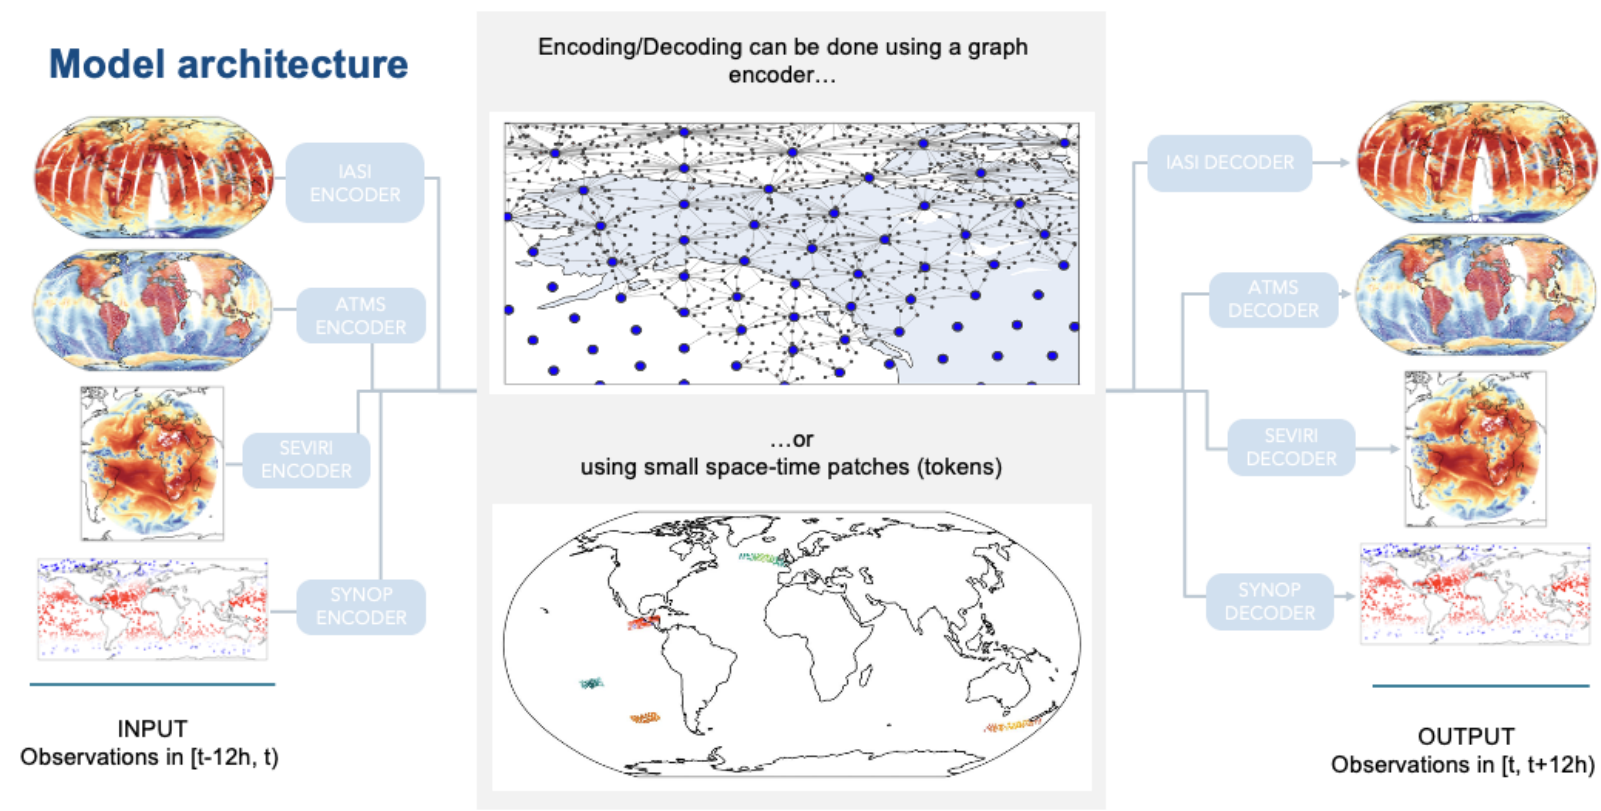 Model architecture
IASI
ENCODER
ATMS
ENCODER
SEVIRI
ENCODER
SYNOP
ENCODER
INPUT
Observations in [t-12h, t)
Encoding/Decoding can be done using a graph
encoder…
…or
using small space-time patches (tokens)
IASI DECODER
ATMS
DECODER
SEVIRI
DECODER
SYNOP
DECODER
OUTPUT
Observations in [t, t+12h)